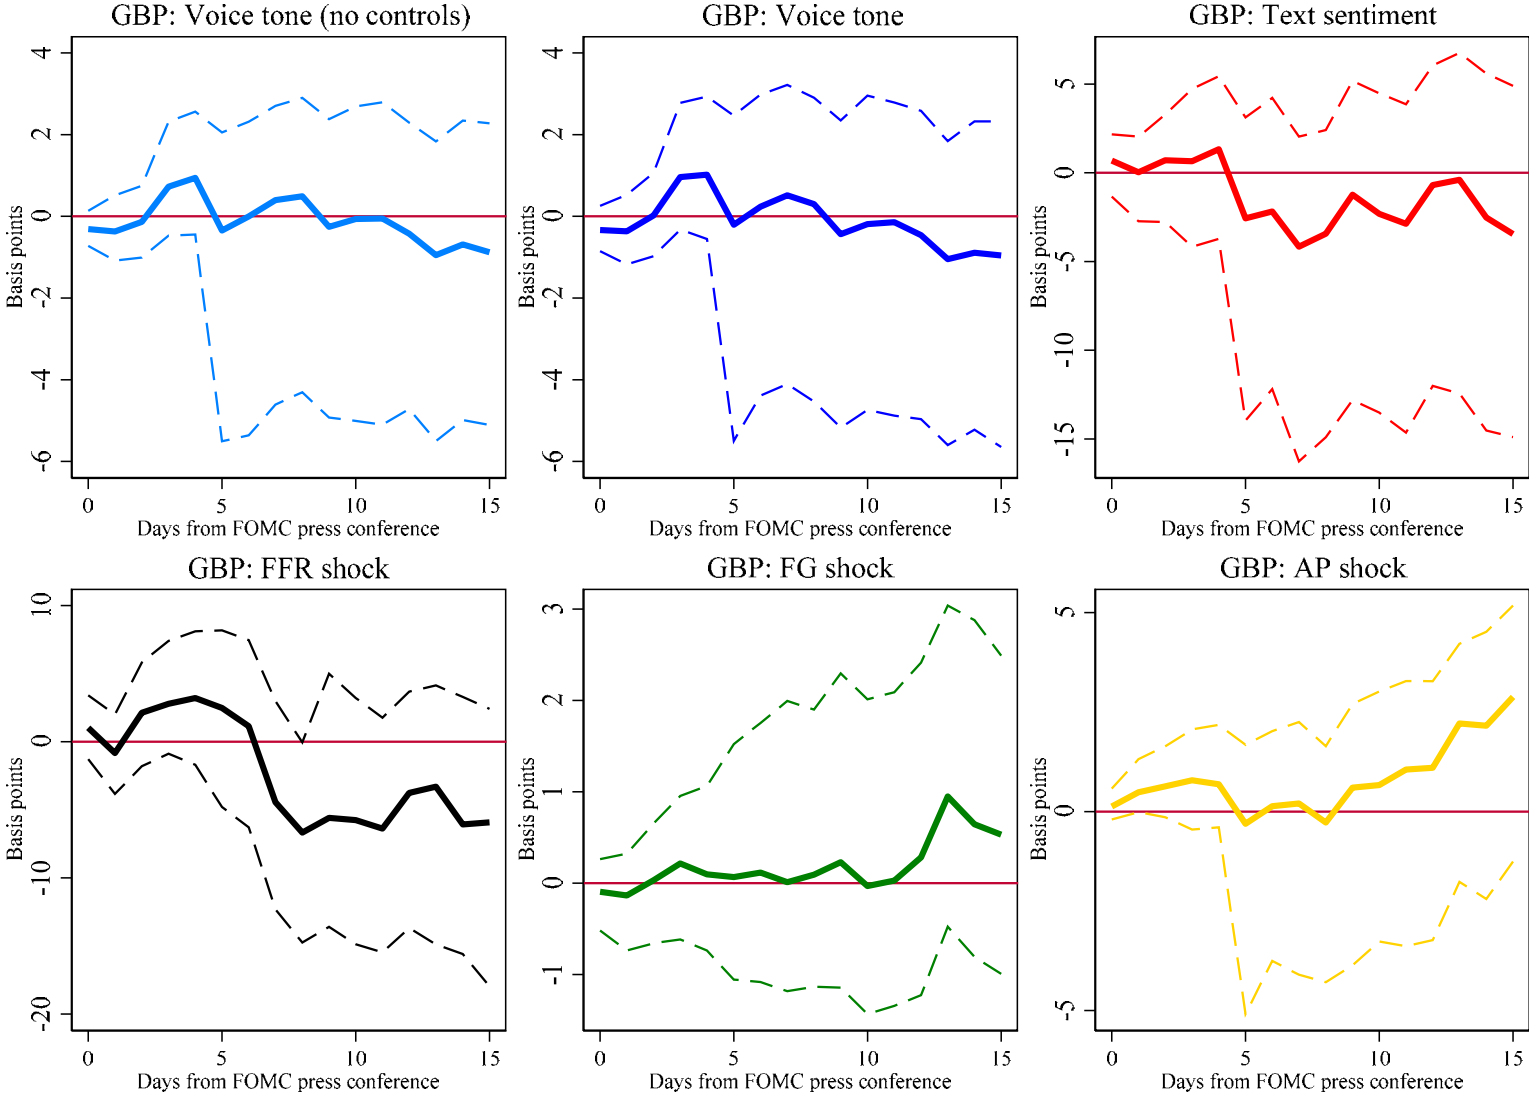 GBP: Voice tone (no controls)
4
2
0
-2
-4
-6
Basis points
0 5 10 15
Days from FOMC press conference
GBP: Voice tone
4
2
0
-2
-4
-6
Basis points
0 5 10 15
Days from FOMC press conference
GBP: Text sentiment
5
0
-5
-10
-15
Basis points
0 5 10 15
Days from FOMC press conference
GBP: FFR shock
10
0
-10
-20
Basis points
0 5 10 15
Days from FOMC press conference
GBP: FG shock
3
2
1
0
-1
Basis points
0 5 10 15
Days from FOMC press conference
GBP: AP shock
5
0
-5
Basis points
0 5 10 15
Days from FOMC press conference